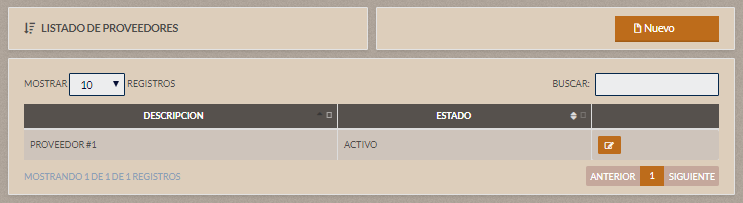 LISTADO DE PROVEEDORES
Nuevo
MOSTRAR 10 REGISTROS
BUSCAR:
DESCRIPCION ESTADO
PROVEEDOR #1 ACTIVO
MOSTRANDO 1 DE 1 DE 1 REGISTROS
ANTERIOR 1 SIGUIENTE